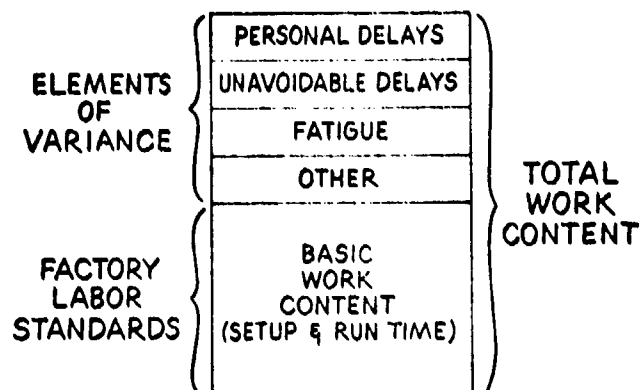 PERSONAL DELAYS
UNAVOIDABLE DELAYS
FATIGUE
OTHER
ELEMENTS
OF
VARIANCE
BASIC
WORK
CONTENT
(SETUP & RUN TIME)
FACTORY
LABOR
STANDARDS
TOTAL
WORK
CONTENT